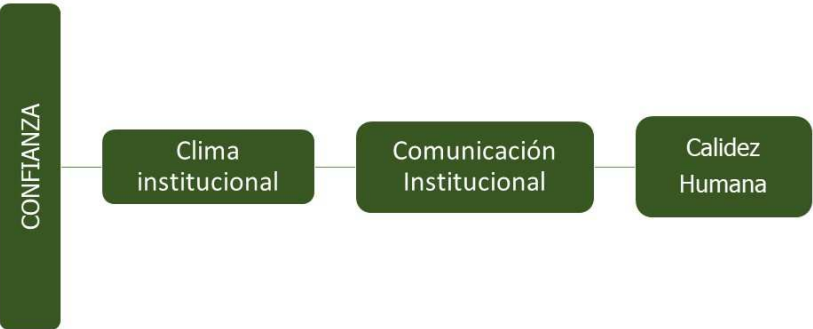 CONFIANZA
Clima
institucional
Comunicación
Institucional
Calidez
Humana